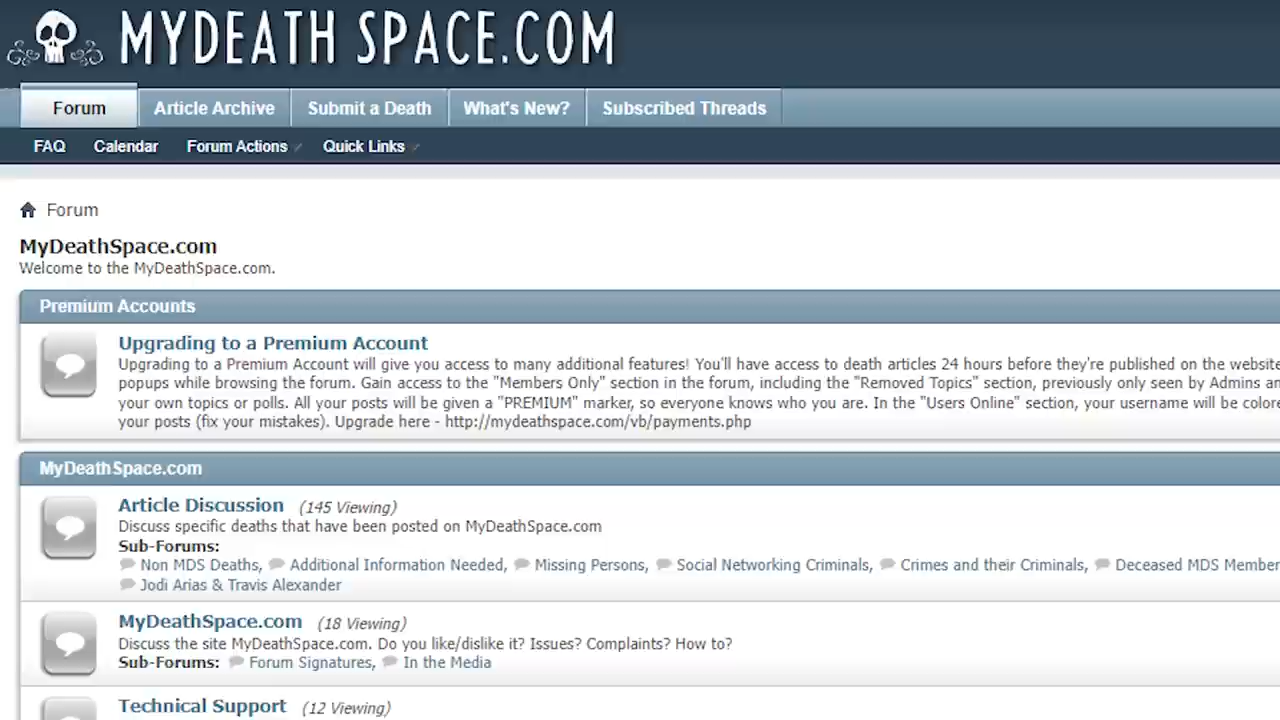 MYDEATH SPACE.COM
Forum Article Archive Submit a Death What's New? Subscribed Threads
FAQ Calendar Forum Actions Quick Links
Forum
MyDeathSpace.com
Welcome to the MyDeathSpace.com.
Premium Accounts
Upgrading to a Premium Account
Upgrading to a Premium Account will give you access to many additional features! You'll have access to death articles 24 hours before they're published on the website
popups while browsing the forum. Gain access to the "Members Only" section in the forum, including the "Removed Topics" section, previously only seen by Admins an
your own topics or polls. All your posts will be given a "PREMIUM" marker, so everyone knows who you are. In the "Users Online" section, your username will be colore
your posts (fix your mistakes). Upgrade here - http://mydeathspace.com/vb/payments.php
MyDeathSpace.com
Article Discussion (145 Viewing)
Discuss specific deaths that have been posted on MyDeathSpace.com
Sub-Forums:
Non MDS Deaths, Additional Information Needed, Missing Persons, Social Networking Criminals, Crimes and their Criminals, Deceased MDS Member
Jodi Arias & Travis Alexander
MyDeathSpace.com (18 Viewing)
Discuss the site MyDeathSpace.com. Do you like/dislike it? Issues? Complaints? How to?
Sub-Forums: Forum Signatures, In the Media
Technical Support (12 Viewing)